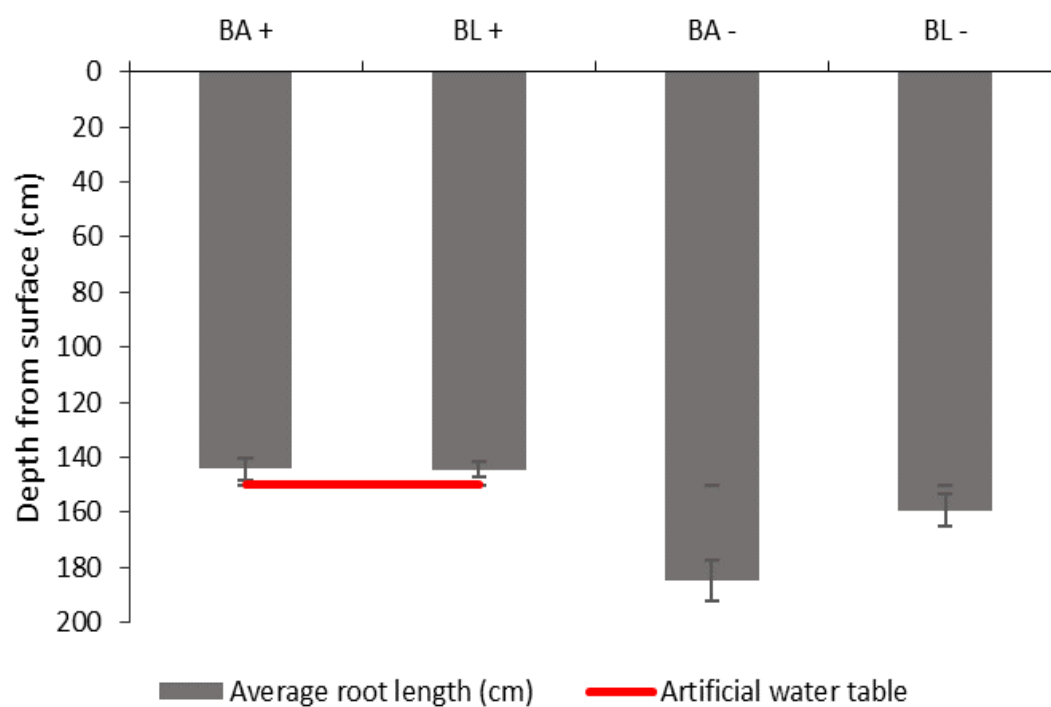 BA +
BL +
BA -
BL -
Depth from surface (cm)
0
20
40
60
80
100
120
140
160
180
200
Average root length (cm)
Artificial water table